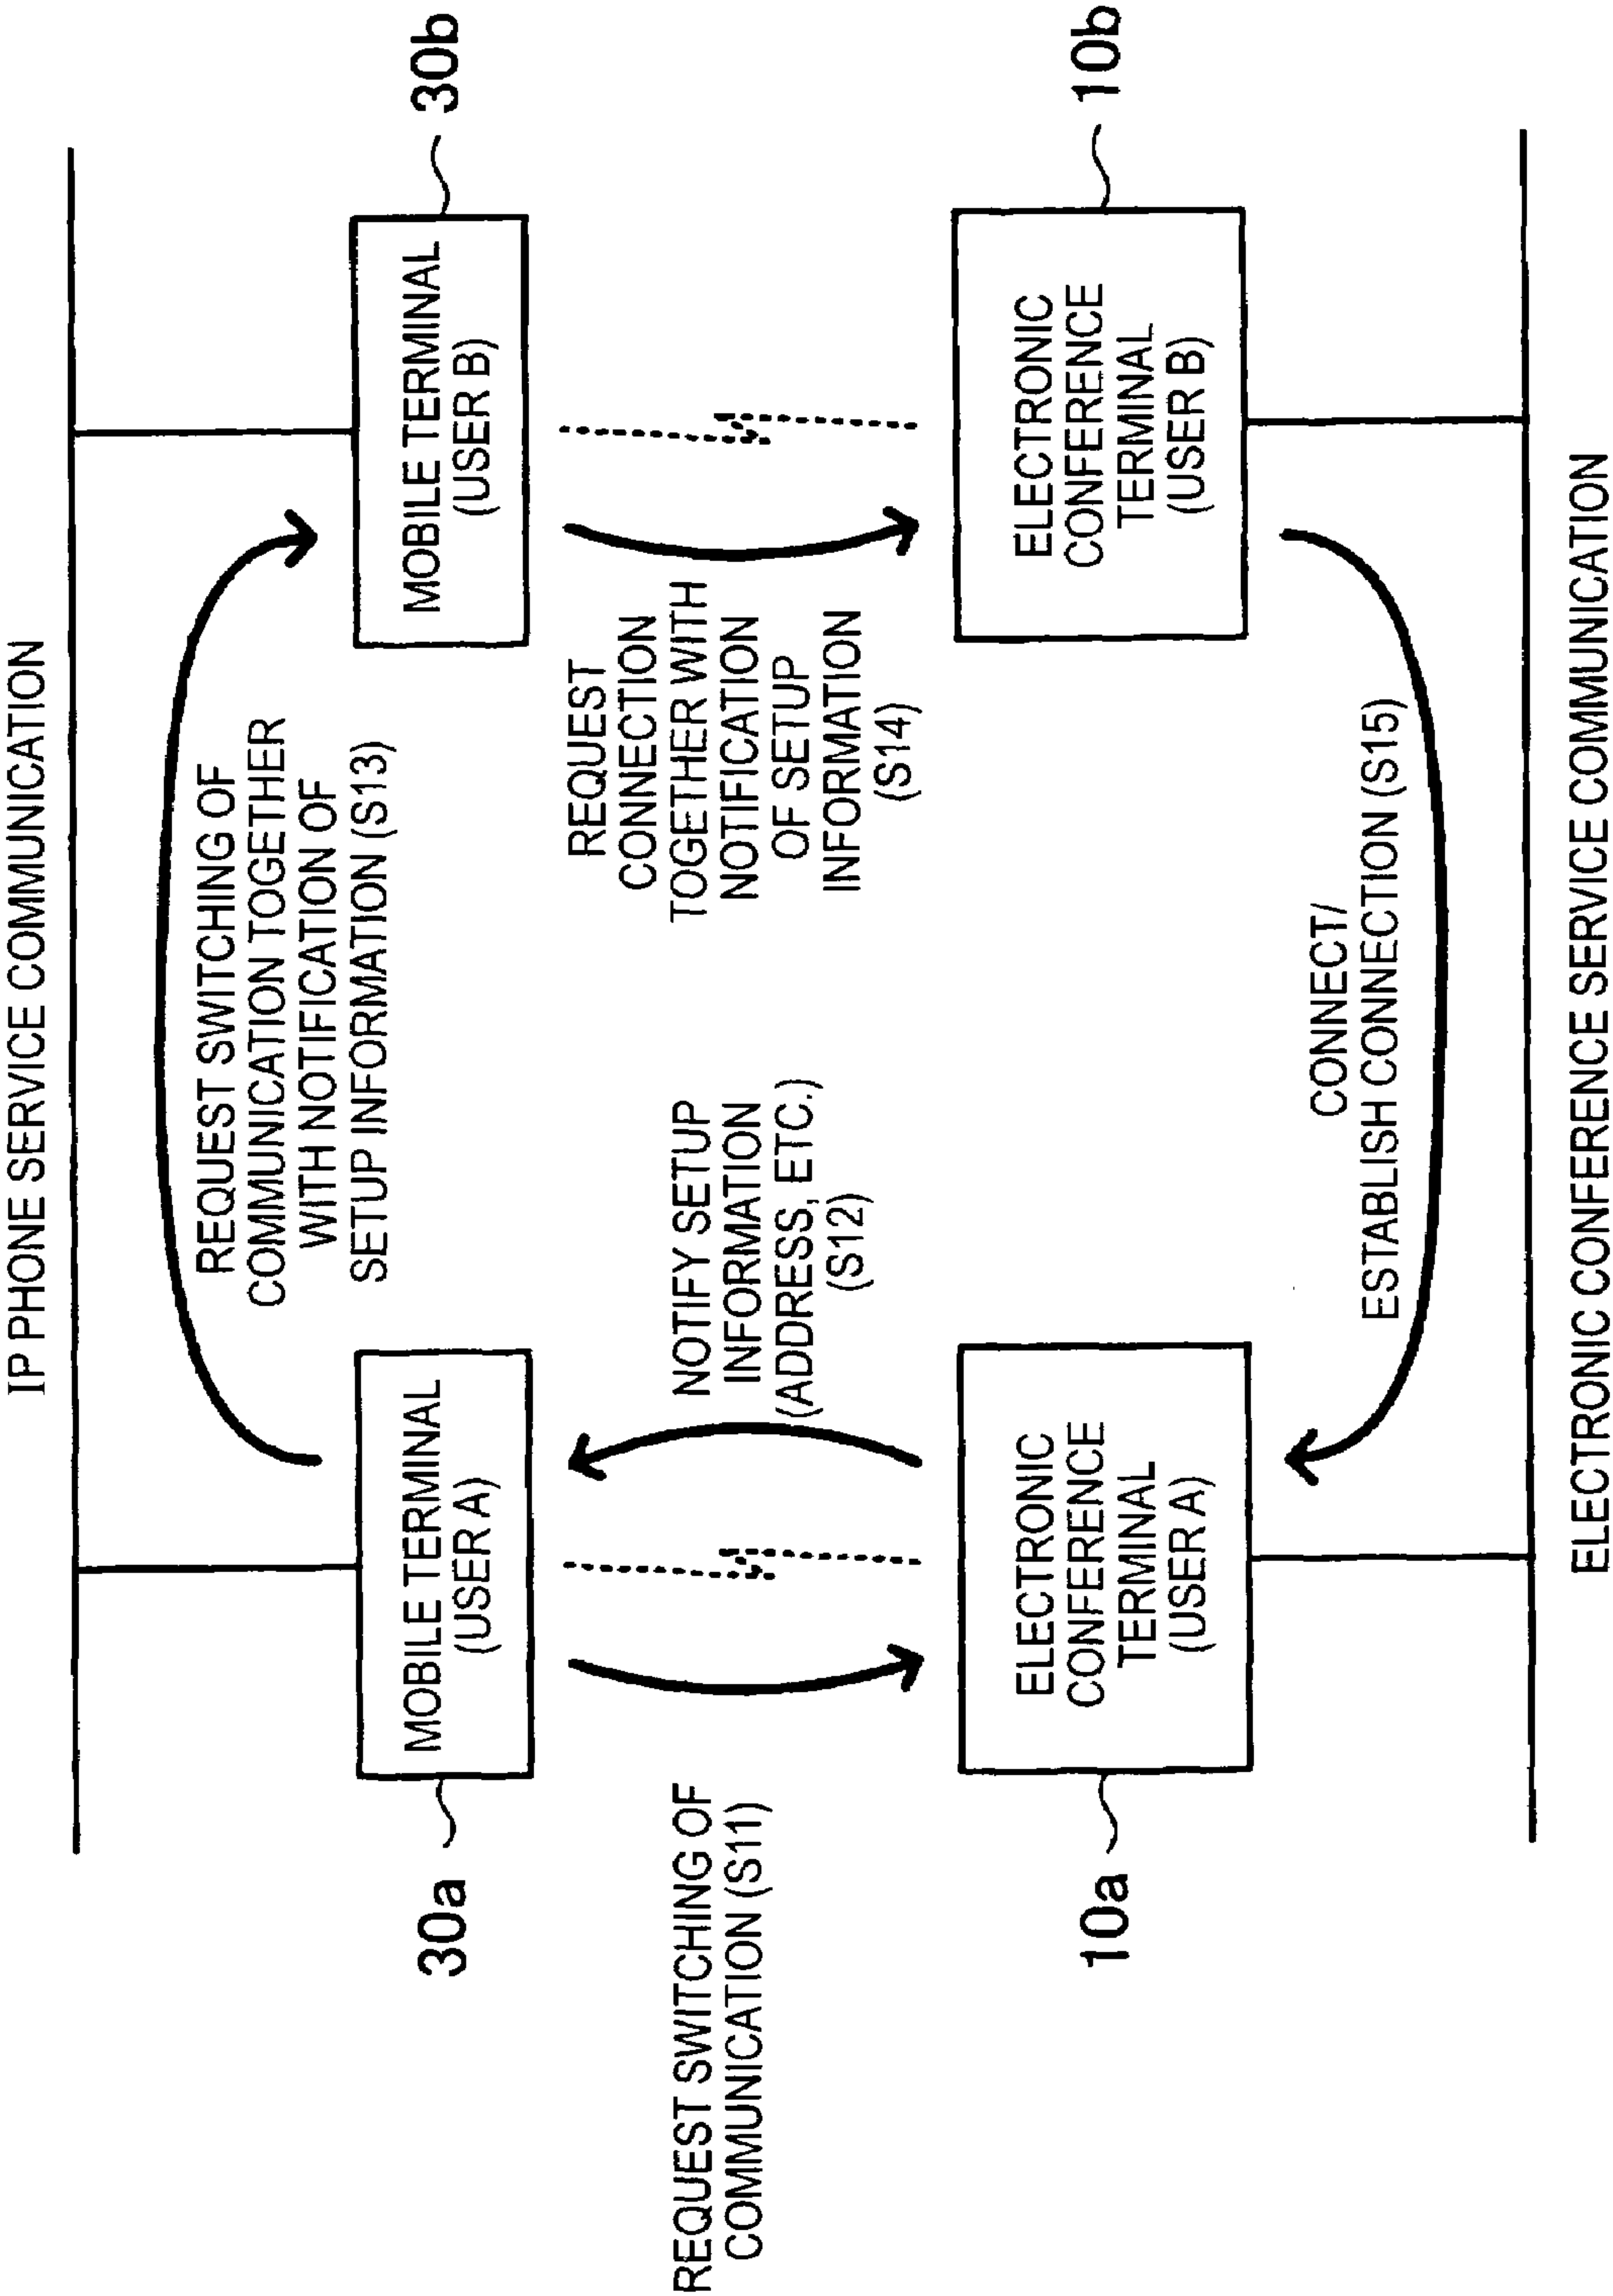 IP PHONE SERVICE COMMUNICATION
REQUEST SWITCHING OF
COMMUNICATION TOGETHER
WITH NOTIFICATION OF
SETUP INFORMATION (S13)
30a
MOBILE TERMINAL
(USER A)
MOBILE TERMINAL
(USER B)
30b
REQUEST SWITCHING OF
COMMUNICATION (S11)
NOTIFY SETUP
INFORMATION
(ADDRESS, ETC.)
(S12)
REQUEST
CONNECTION
TOGETHER WITH
NOTIFICATION
OF SETUP
INFORMATION
(S14)
10a
ELECTRONIC
CONFERENCE
TERMINAL
(USER A)
ELECTRONIC
CONFERENCE
TERMINAL
(USER B)
10b
CONNECT/
ESTABLISH CONNECTION (S15)
ELECTRONIC CONFERENCE SERVICE COMMUNICATION